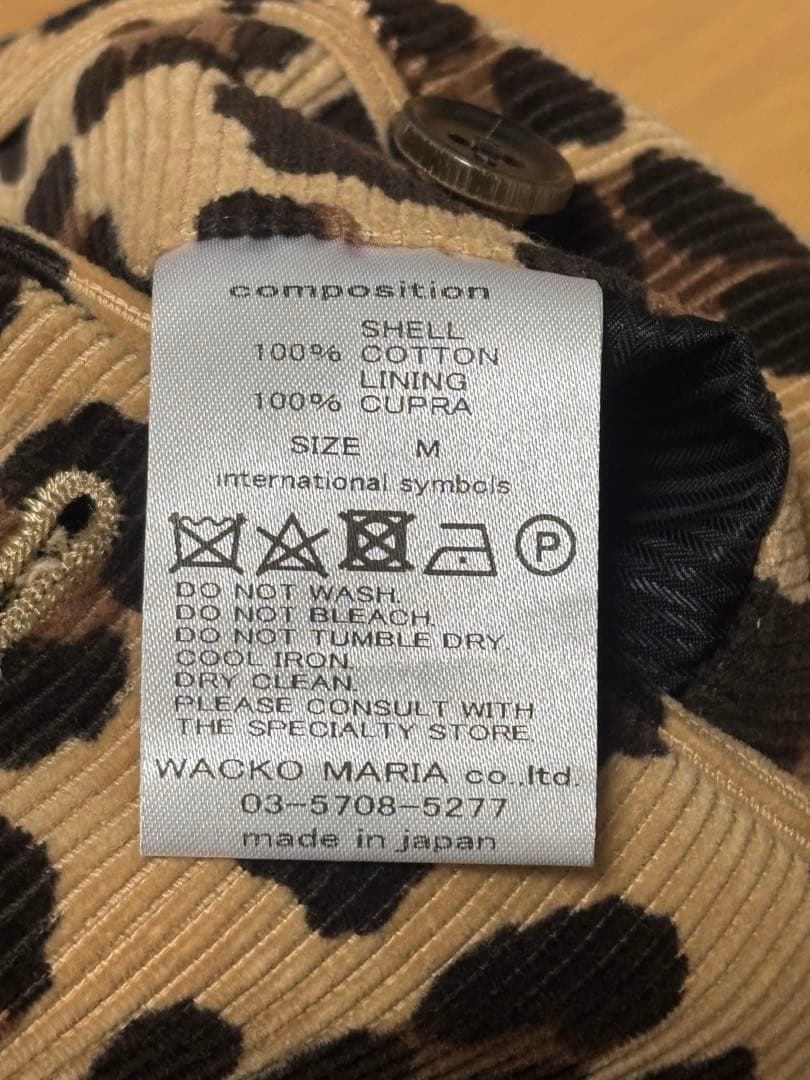 composition
SHELL
100% COTTON
LINING
100% CUPRA
SIZE M
international symbols
P
DO NOT WASH.
DO NOT BLEACH.
DO NOT TUMBLE DRY.
COOL IRON.
DRY CLEAN.
PLEASE CONSULT WITH
THE SPECIALTY STORE.
WACKO MARIA co.,ltd.
03-5708-5277
made in japan